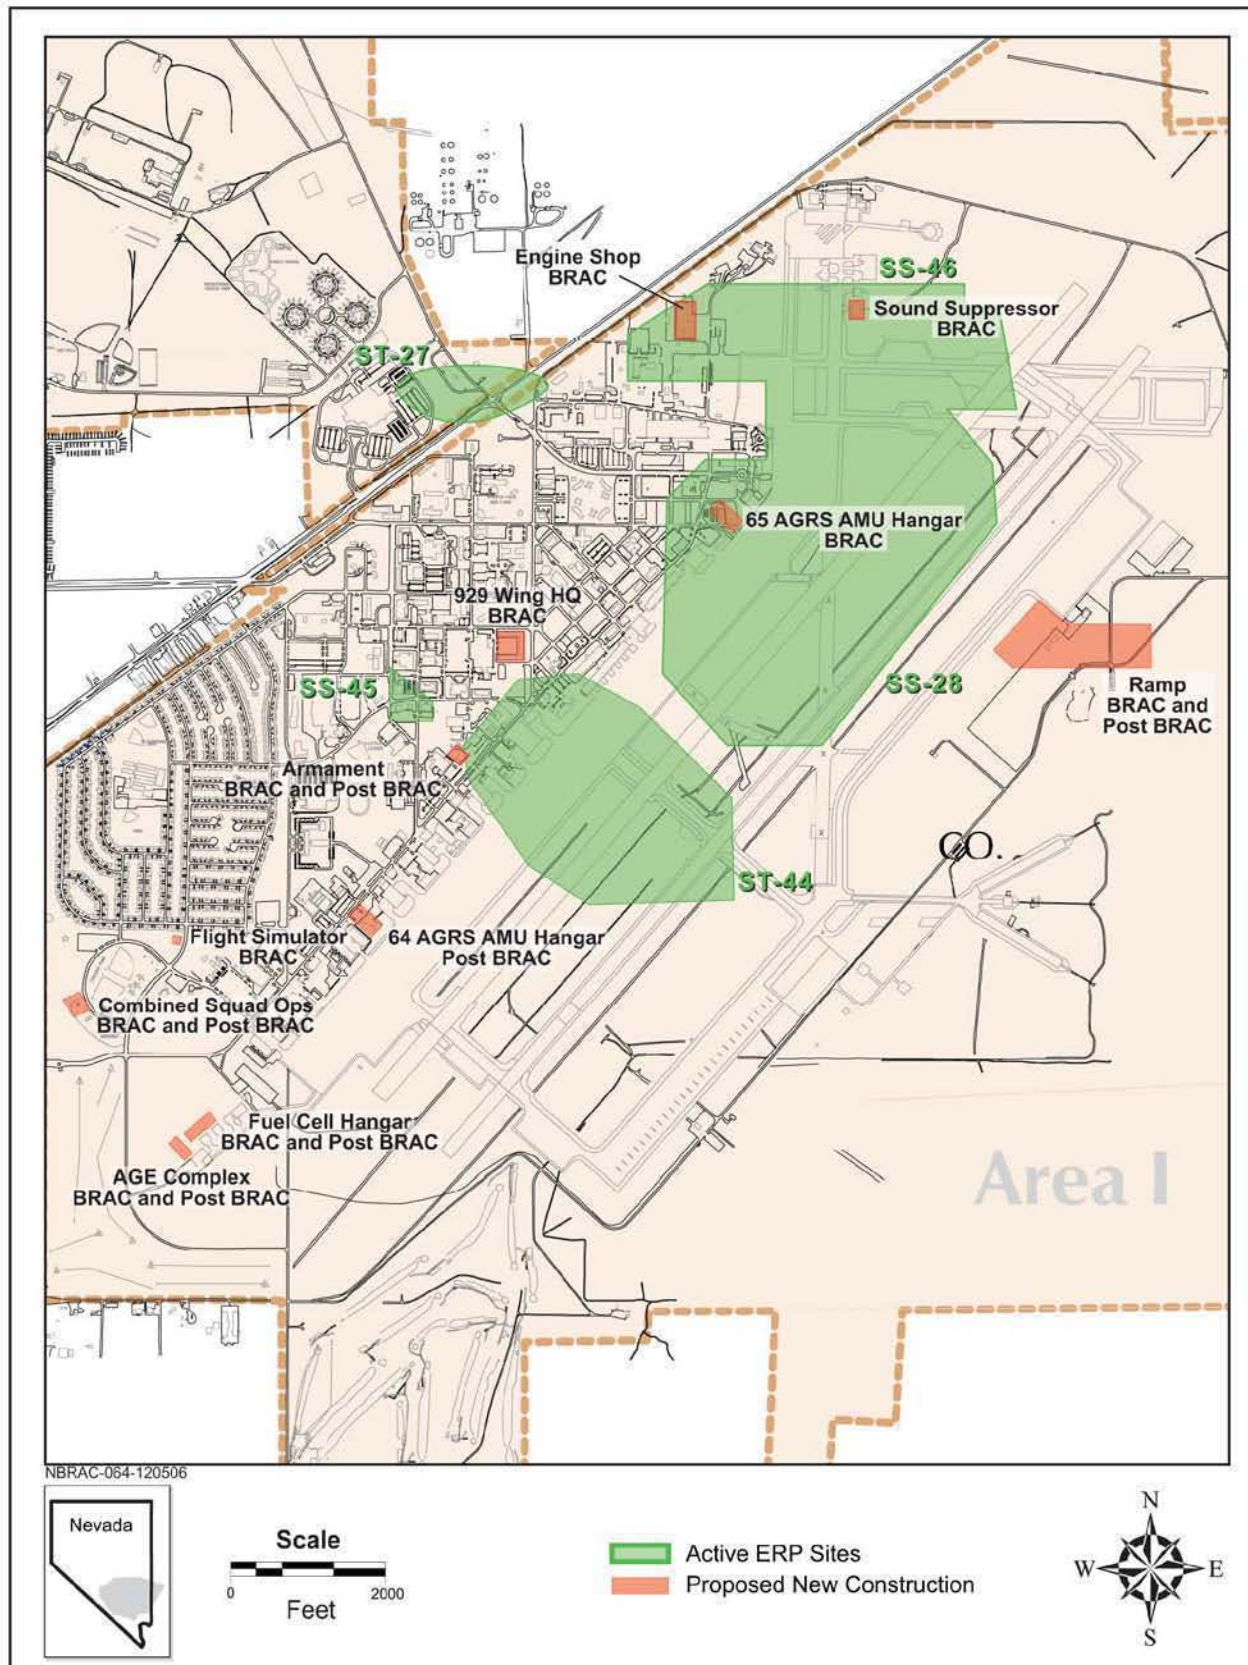 Engine Shop
BRAC
SS-46
Sound Suppressor
BRAC
ST-27
65 AGRS AMU Hangar
BRAC
929 Wing HQ
BRAC
SS-45
SS-28
Ramp
BRAC and
Post BRAC
Armament
BRAC and Post BRAC
CO.
ST-44
Flight Simulator
BRAC
64 AGRS AMU Hangar
Post BRAC
Combined Squad Ops
BRAC and Post BRAC
Fuel Cell Hangar
BRAC and Post BRAC
AGE Complex
BRAC and Post BRAC
Area I
NBRAC-064-120506
Nevada
Scale
0
2000
Feet
Active ERP Sites
Proposed New Construction
N
W
E
S